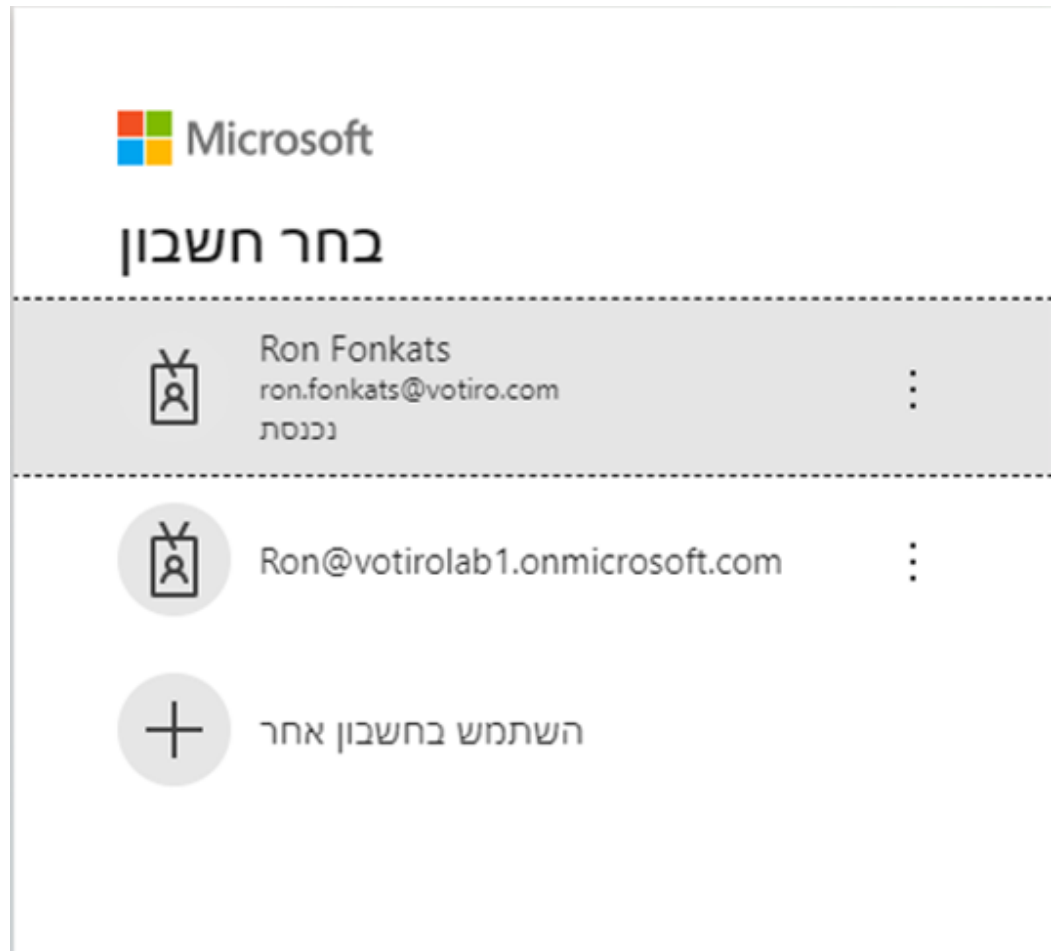 Microsoft
בחר חשבון
Ron Fonkats
ron.fonkats@votiro.com
נכנסת
Ron@votirolab1.onmicrosoft.com
השתמש בחשבון אחר